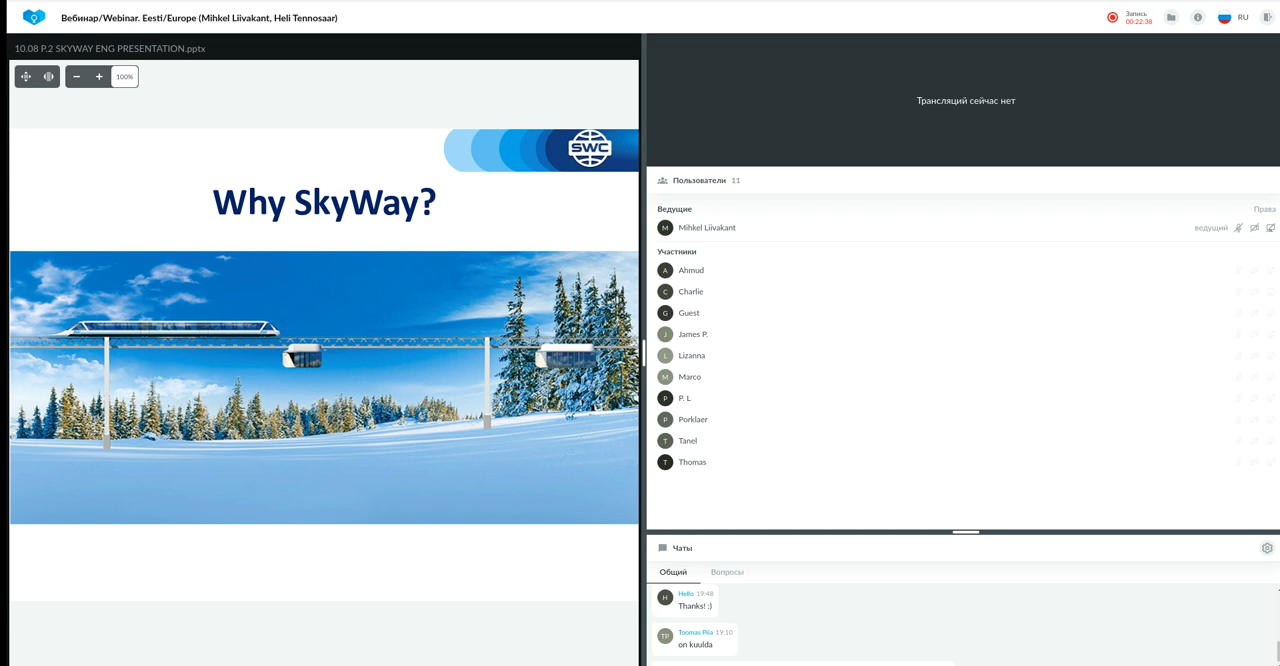 Вебинар/Webinar. Eesti/Europe (Mihkel Liivakant, Heli Tennosaar)
Запись
00:22:38
RU
10.08 P.2 SKYWAY ENG PRESENTATION.pptx
100%
SWC
Why SkyWay?
Трансляций сейчас нет
Пользователи 11
Ведущие Права
M Mihkel Liivakant ведущий
Участники
A Ahmud
C Charlie
G Guest
J James P.
L Lizanna
M Marco
P P. L
P Porklaer
T Tanel
T Thomas
Чаты
Общий Вопросы
H Hello 19:48
Thanks! :)
TP Toomas Pila 19:10
on kuulda